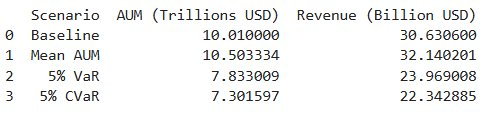 Scenario AUM (Trillions USD) Revenue (Billion USD)
0 Baseline 10.010000 30.630600
1 Mean AUM 10.503334 32.140201
2 5% VaR 7.833009 23.969008
3 5% CVaR 7.301597 22.342885